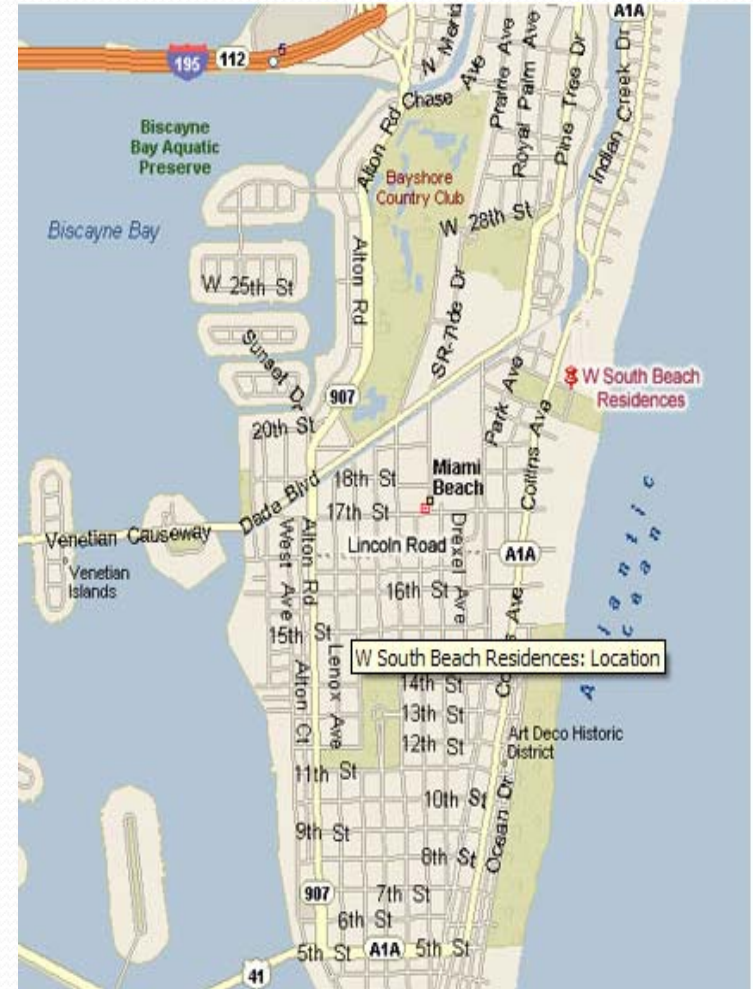 A1A
195
112
5
N Merid
Chase Ave
Prairie Ave
Royal Palm Ave
Pine Tree Dr
Indian Creek Dr
Biscayne
Bay Aquatic
Preserve
Alton Rd
Bayshore
Country Club
W 28th St
Biscayne Bay
Alton Rd
W 25th St
SR-Tide Dr
Sunset Dr
907
Park Ave
W South Beach
Residences
20th St
Collins Ave
Dade Blvd
18th St
Miami
Beach
17th St
Venetian Causeway
West Ave
Alton Rd
Lincoln Road
Drexel Ave
A1A
Venetian
Islands
16th St
Ave
15th St
W South Beach Residences: Location
Lenox Ave
Alton Ct
14th St
Co
13th St
12th St
Art Deco Historic
District
11th St
10th St
Ocean Dr
9th St
8th St
907
7th St
6th St
5th St
A1A
5th St
41